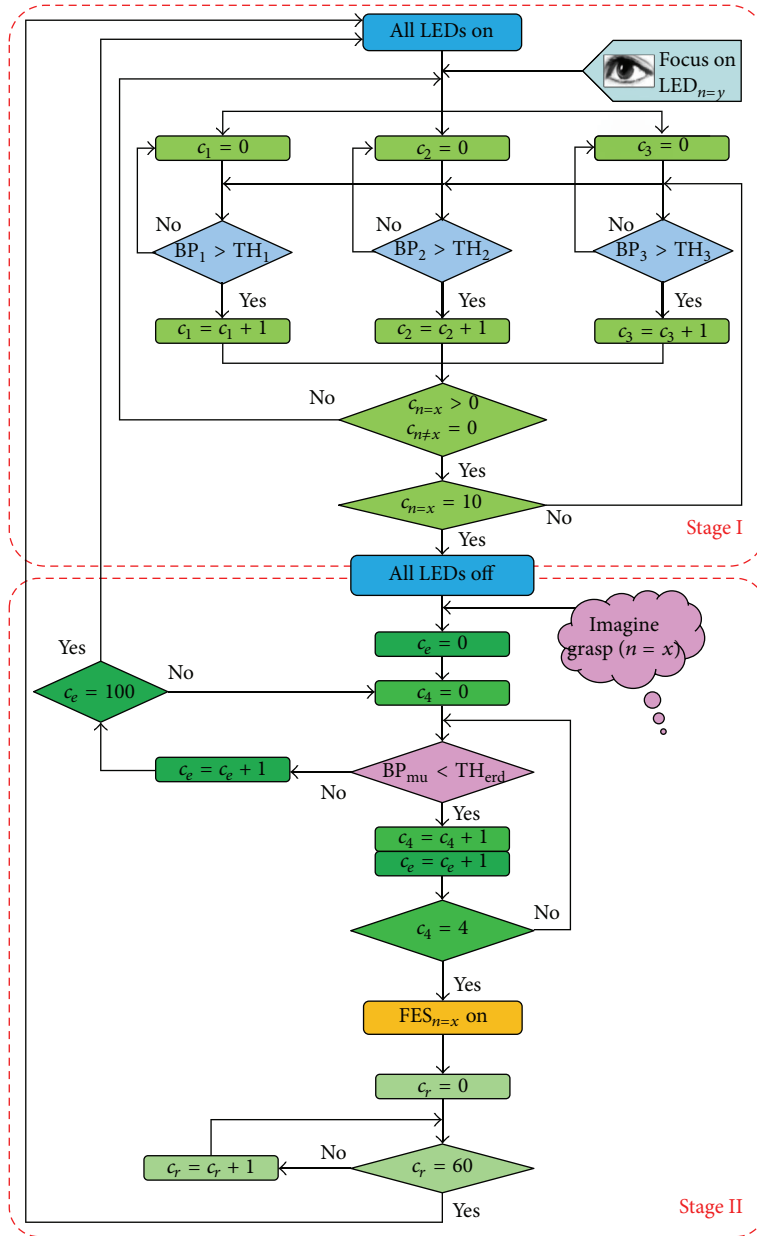 All LEDs on
Focus on
LEDₙ₌ᵧ
c₁ = 0
c₂ = 0
c₃ = 0
No
No
No
BP₁ > TH₁
BP₂ > TH₂
BP₃ > TH₃
Yes
Yes
Yes
c₁ = c₁ + 1
c₂ = c₂ + 1
c₃ = c₃ + 1
No
cₙ₌ₓ > 0
cₙ≠ₓ = 0
Yes
cₙ₌ₓ = 10
No
Stage I
Yes
All LEDs off
Imagine
grasp (n = x)
cₑ = 0
Yes
No
cₑ = 100
c₄ = 0
cₑ = cₑ + 1
BP_mu < TH_erd
No
Yes
c₄ = c₄ + 1
cₑ = cₑ + 1
c₄ = 4
No
Yes
FESₙ₌ₓ on
cᵣ = 0
No
cᵣ = cᵣ + 1
cᵣ = 60
Yes
Stage II